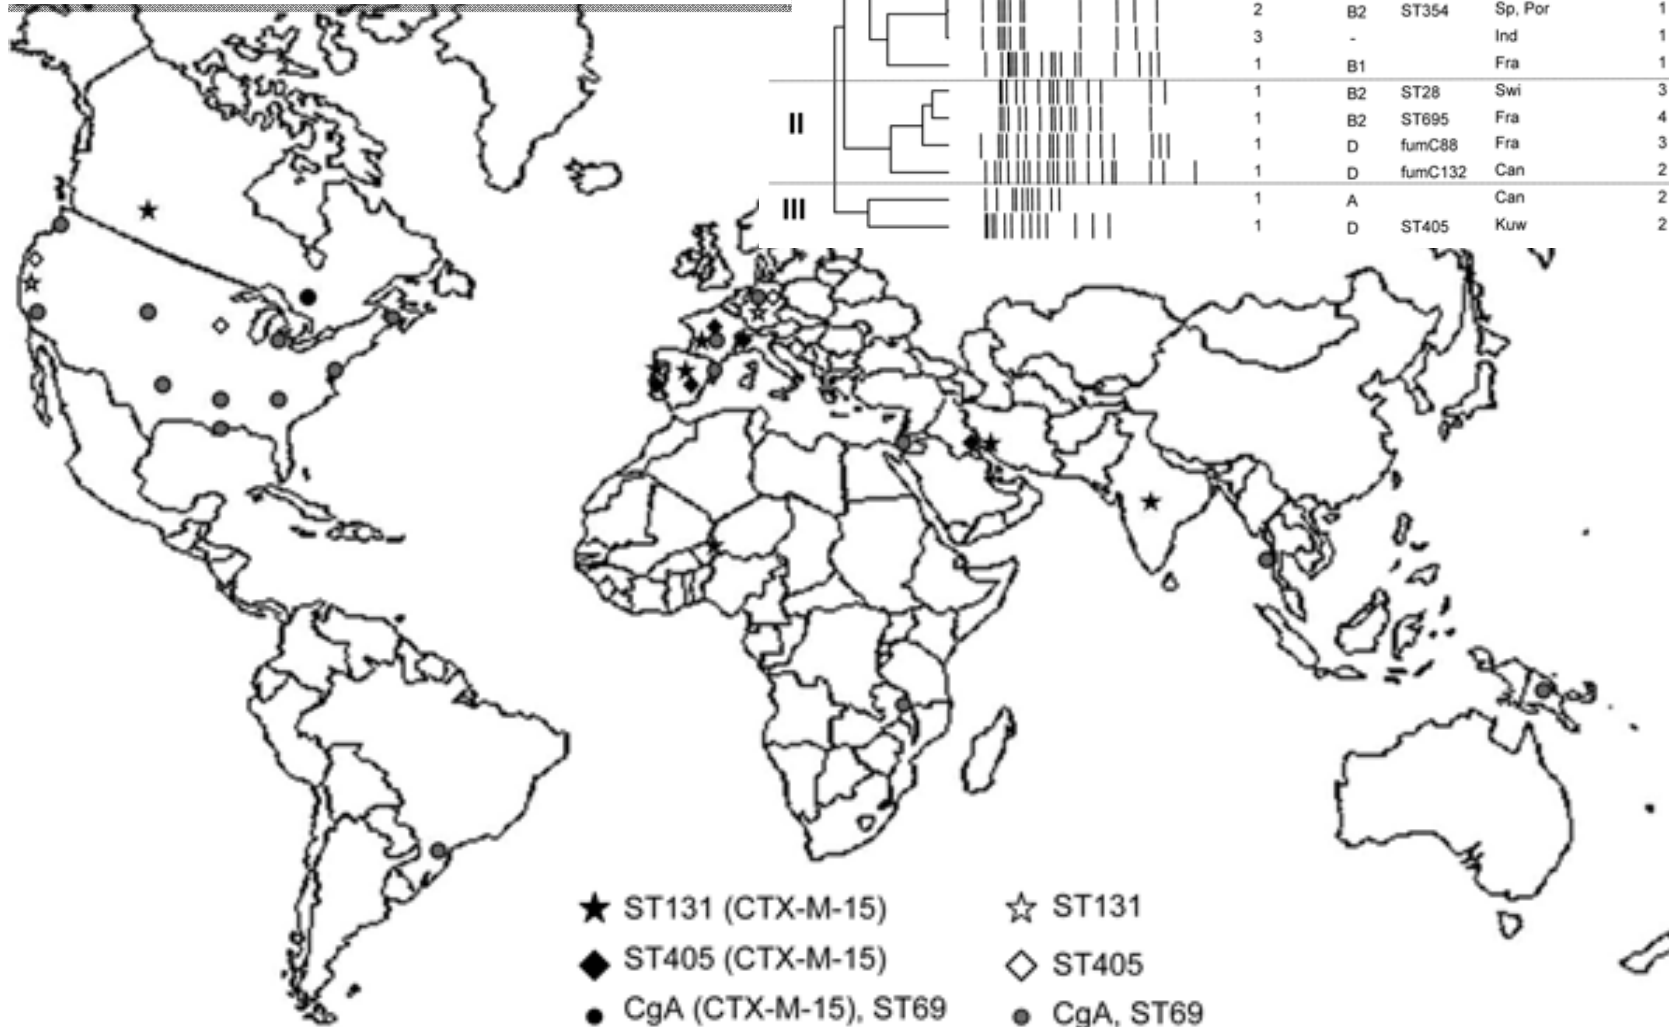 2 B2 ST354 Sp, Por 1
3 - Ind 1
1 B1 Fra 1
1 B2 ST28 Swi 3
II 1 B2 ST695 Fra 4
1 D fumC88 Fra 3
1 D fumC132 Can 2
III 1 A Can 2
1 D ST405 Kuw 2
ST131 (CTX-M-15) ST131
ST405 (CTX-M-15) ST405
CgA (CTX-M-15), ST69 CgA, ST69